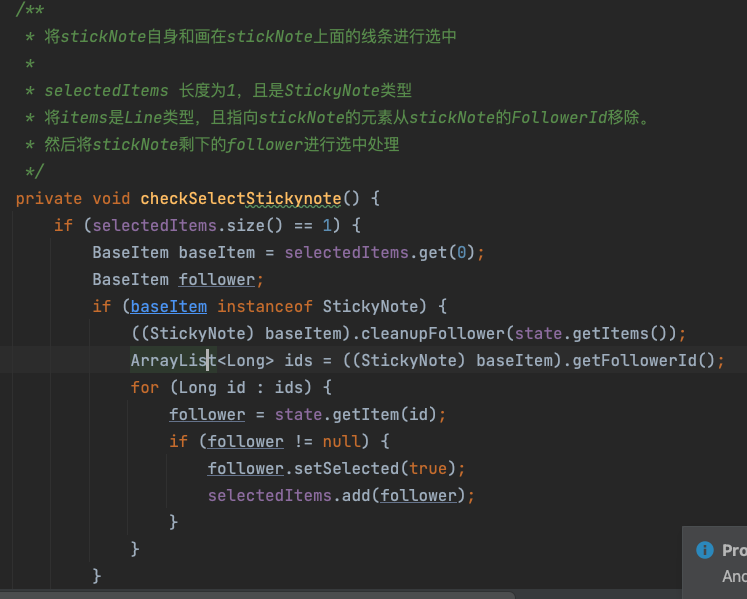 /**
 * 将stickNote自身和画在stickNote上面的线条进行选中
 *
 * selectedItems 长度为1，且是StickyNote类型
 * 将items是Line类型，且指向stickNote的元素从stickNote的FollowerId移除。
 * 然后将stickNote剩下的follower进行选中处理
 */
private void checkSelectStickynote() {
    if (selectedItems.size() == 1) {
        BaseItem baseItem = selectedItems.get(0);
        BaseItem follower;
        if (baseItem instanceof StickyNote) {
            ((StickyNote) baseItem).cleanupFollower(state.getItems());
            ArrayList<Long> ids = ((StickyNote) baseItem).getFollowerId();
            for (Long id : ids) {
                follower = state.getItem(id);
                if (follower != null) {
                    follower.setSelected(true);
                    selectedItems.add(follower);
                }
            }
        }
Pro
And